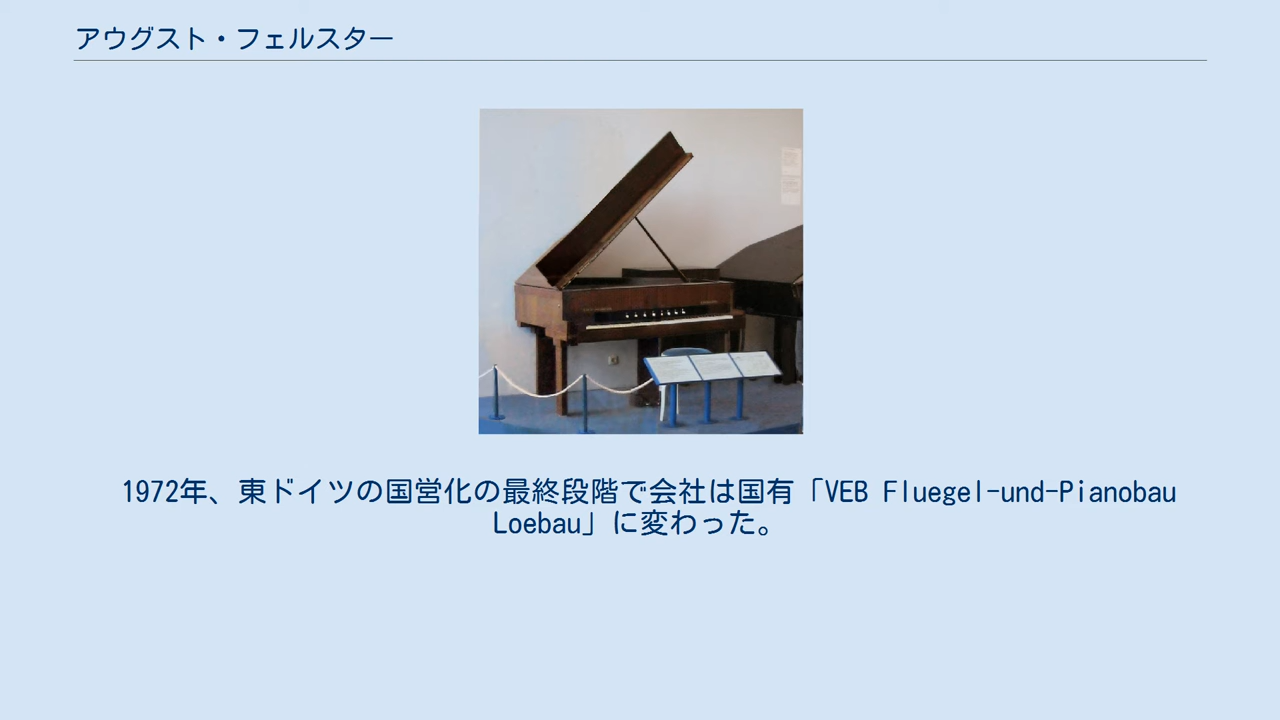 アウグスト・フェルスター
1972年、東ドイツの国営化の最終段階で会社は国有「VEB Fluegel-und-Pianobau
Loebau」に変わった。